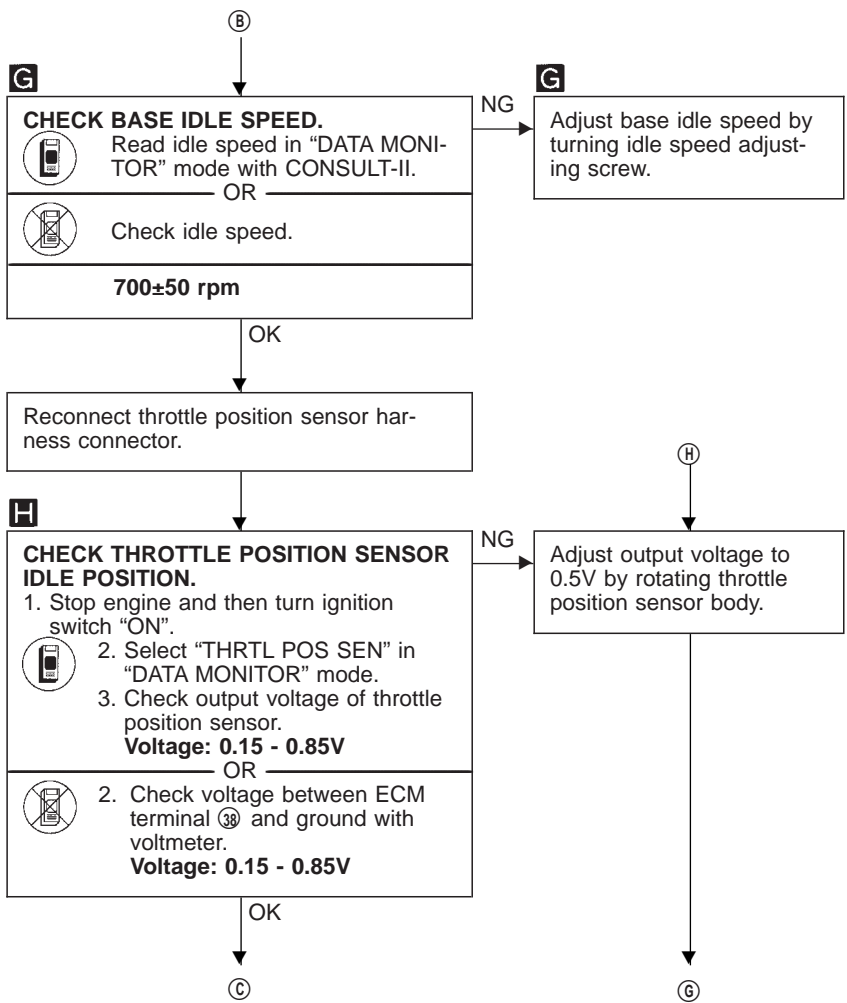 Ⓑ
G
CHECK BASE IDLE SPEED.
Read idle speed in “DATA MONI-
TOR” mode with CONSULT-II.
OR
Check idle speed.
700±50 rpm
NG
G
Adjust base idle speed by
turning idle speed adjust-
ing screw.
OK
Reconnect throttle position sensor har-
ness connector.
H
CHECK THROTTLE POSITION SENSOR
IDLE POSITION.
1. Stop engine and then turn ignition
switch “ON”.
2. Select “THRTL POS SEN” in
“DATA MONITOR” mode.
3. Check output voltage of throttle
position sensor.
Voltage: 0.15 - 0.85V
OR
2. Check voltage between ECM
terminal ㊳ and ground with
voltmeter.
Voltage: 0.15 - 0.85V
NG
Ⓗ
Adjust output voltage to
0.5V by rotating throttle
position sensor body.
OK
Ⓒ
Ⓖ